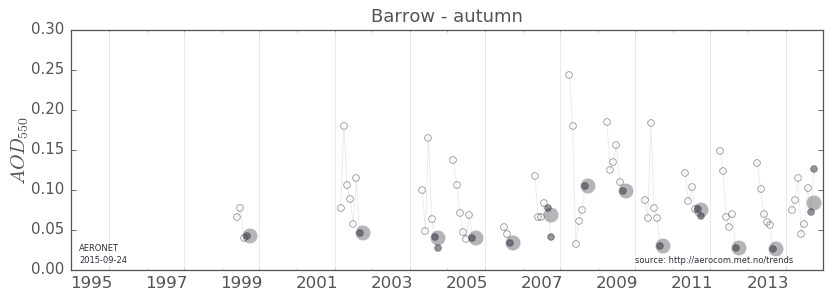 Barrow - autumn
0.30
0.25
0.20
0.15
0.10
0.05
0.00
AOD550
AERONET
2015-09-24
source: http://aerocom.met.no/trends
1995 1997 1999 2001 2003 2005 2007 2009 2011 2013